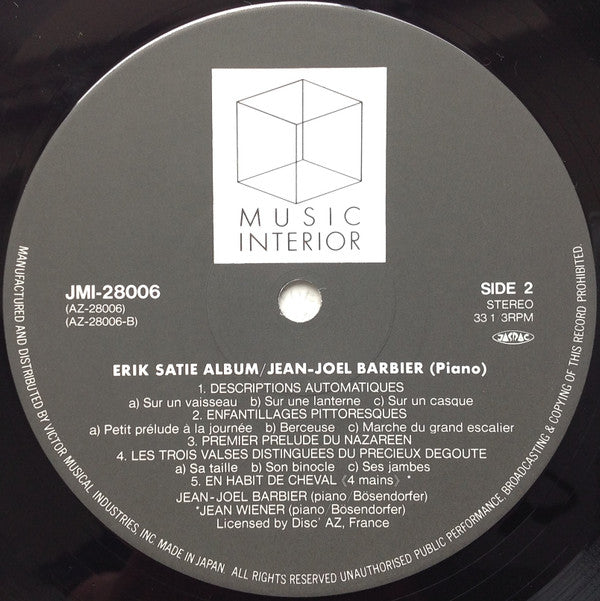 MUSIC
INTERIOR
JMI-28006
(AZ-28006)
(AZ-28006-B)
SIDE 2
STEREO
33 1 3RPM
JASRAC
ERIK SATIE ALBUM/JEAN-JOEL BARBIER (Piano)
1. DESCRIPTIONS AUTOMATIQUES
a) Sur un vaisseau b) Sur une lanterne c) Sur un casque
2. ENFANTILLAGES PITTORESQUES
a) Petit prélude à la journée b) Berceuse c) Marche du grand escalier
3. PREMIER PRELUDE DU NAZAREEN
4. LES TROIS VALSES DISTINGUEES DU PRECIEUX DEGOUTE
a) Sa taille b) Son binocle c) Ses jambes
5. EN HABIT DE CHEVAL 《4 mains》*
JEAN-JOEL BARBIER (piano/Bösendorfer)
*JEAN WIENER (piano/Bösendorfer)
Licensed by Disc' AZ, France
MANUFACTURED AND DISTRIBUTED BY VICTOR MUSICAL INDUSTRIES, INC. MADE IN JAPAN. ALL RIGHTS RESERVED UNAUTHORISED PUBLIC PERFORMANCE, BROADCASTING & COPYING OF THIS RECORD PROHIBITED.